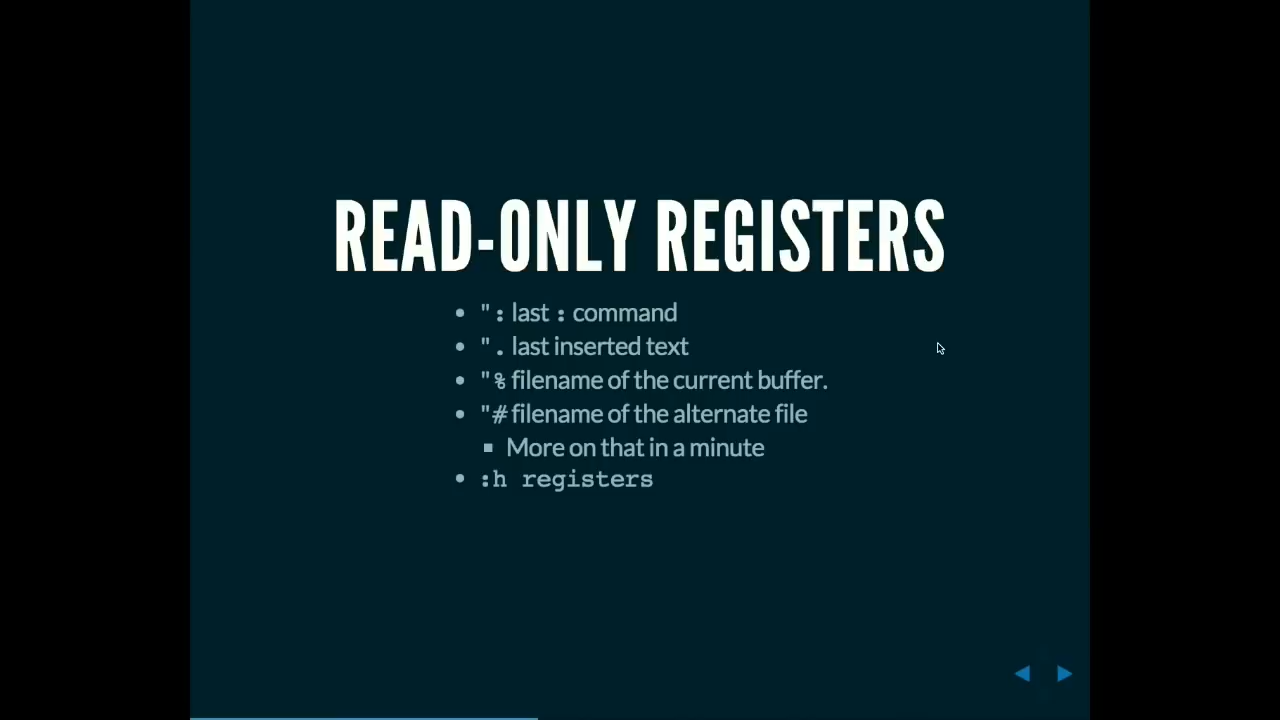 READ-ONLY REGISTERS
": last : command
". last inserted text
"% filename of the current buffer.
"# filename of the alternate file
More on that in a minute
:h registers